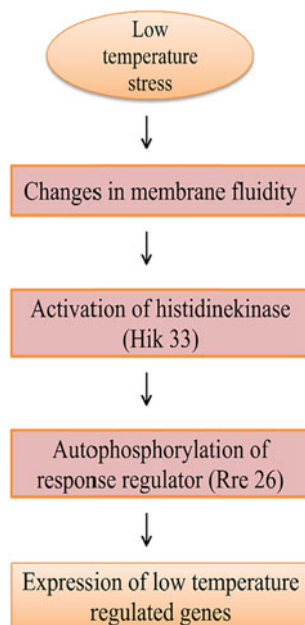 Low
temperature
stress
Changes in membrane fluidity
Activation of histidinekinase
(Hik 33)
Autophosphorylation of
response regulator (Rre 26)
Expression of low temperature
regulated genes